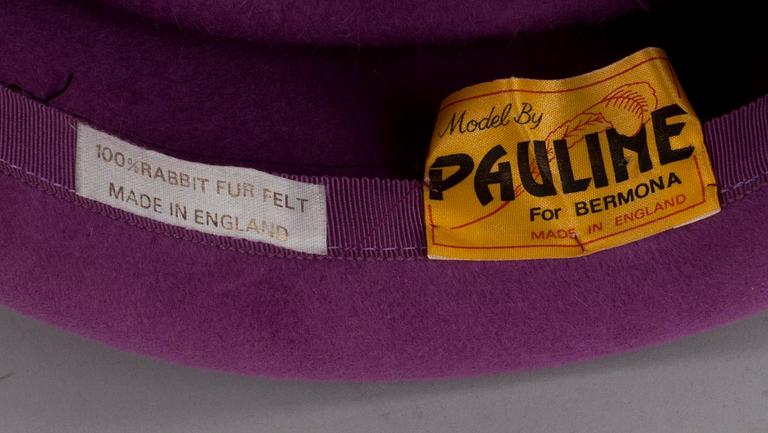 100% RABBIT FUR FELT
MADE IN ENGLAND
Model By
PAULINE
For BERMONA
MADE IN ENGLAND